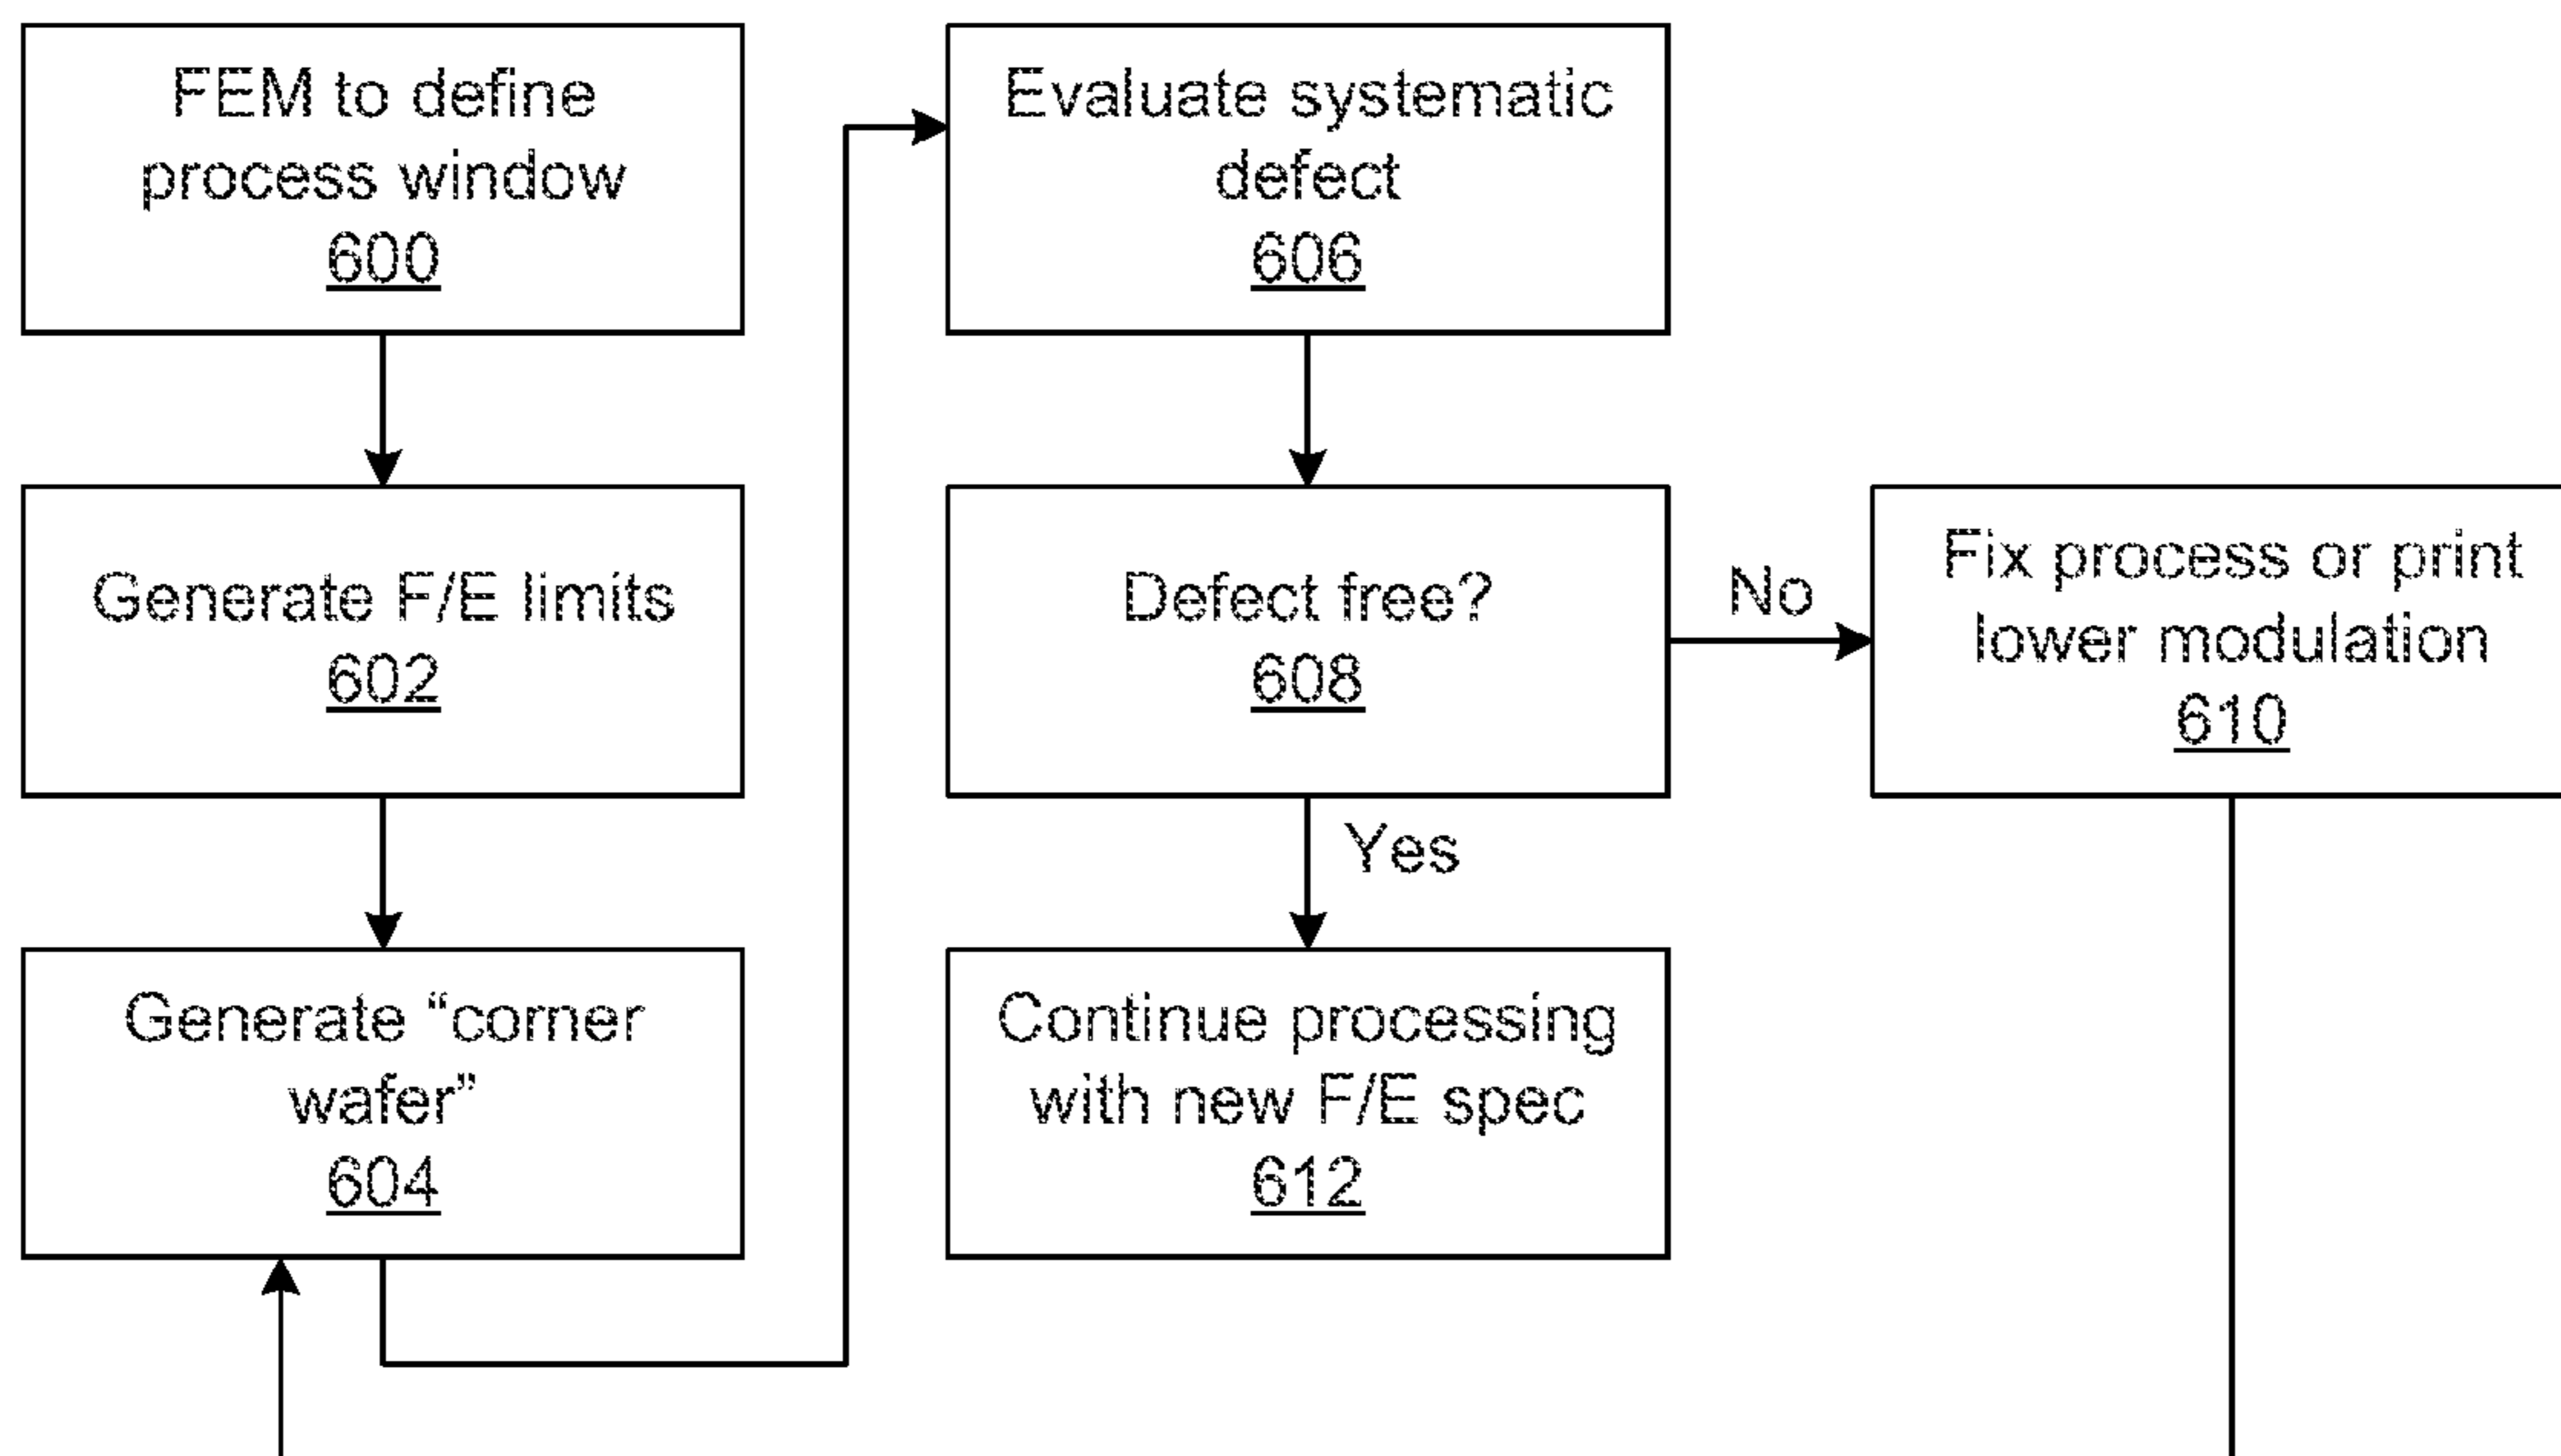 FEM to define
process window
600
Generate F/E limits
602
Generate “corner
wafer”
604
Evaluate systematic
defect
606
Defect free?
608
No
Yes
Fix process or print
lower modulation
610
Continue processing
with new F/E spec
612